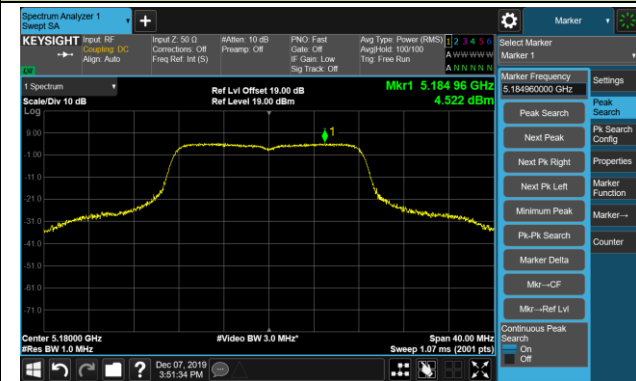 Spectrum Analyzer 1
Swept SA
Marker
KEYSIGHT
Input: RF
Coupling: DC
Align: Auto
Input Z: 50 Ω
Corrections: Off
Freq Ref: Int (S)
#Atten: 10 dB
Preamp: Off
PNO: Fast
Gate: Off
IF Gain: Low
Sig Track: Off
Avg Type: Power (RMS)
Avg|Hold: 100/100
Trig: Free Run
1 2 3 4 5 6
A W W W W W
A N N N N N
LV
Select Marker
Marker 1
1 Spectrum
Scale/Div 10 dB
Log
Ref Lvl Offset 19.00 dB
Ref Level 19.00 dBm
Mkr1 5.184 96 GHz
4.522 dBm
1
9.00
-1.00
-11.0
-21.0
-31.0
-41.0
-51.0
-61.0
-71.0
Center 5.18000 GHz
#Res BW 1.0 MHz
#Video BW 3.0 MHz*
Span 40.00 MHz
Sweep 1.07 ms (2001 pts)
Marker Frequency
5.184960000 GHz
Peak Search
Next Peak
Next Pk Right
Next Pk Left
Minimum Peak
Pk-Pk Search
Marker Delta
Mkr→CF
Mkr→Ref Lvl
Continuous Peak
Search
On
Off
Settings
Peak
Search
Pk Search
Config
Properties
Marker
Function
Marker→
Counter
?
Dec 07, 2019
3:51:34 PM